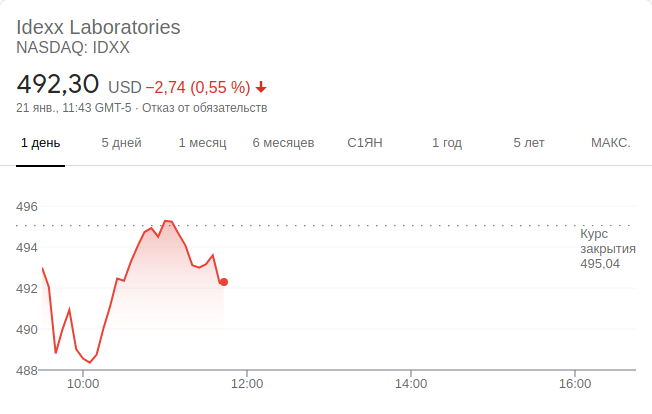 Idexx Laboratories
NASDAQ: IDXX
492,30 USD −2,74 (0,55 %)
21 янв., 11:43 GMT-5 · Отказ от обязательств
1 день 5 дней 1 месяц 6 месяцев С1ЯН 1 год 5 лет МАКС.
496
Курс
494
закрытия
495,04
492
490
488
10:00 12:00 14:00 16:00